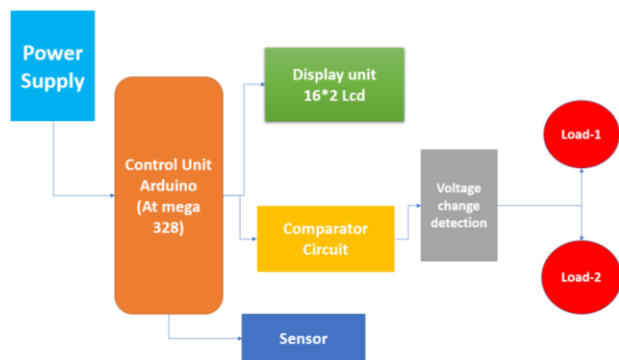 Power
Supply
Display unit
16*2 Lcd
Control Unit
Arduino
(At mega
328)
Load-1
Voltage
change
detection
Comparator
Circuit
Load-2
Sensor